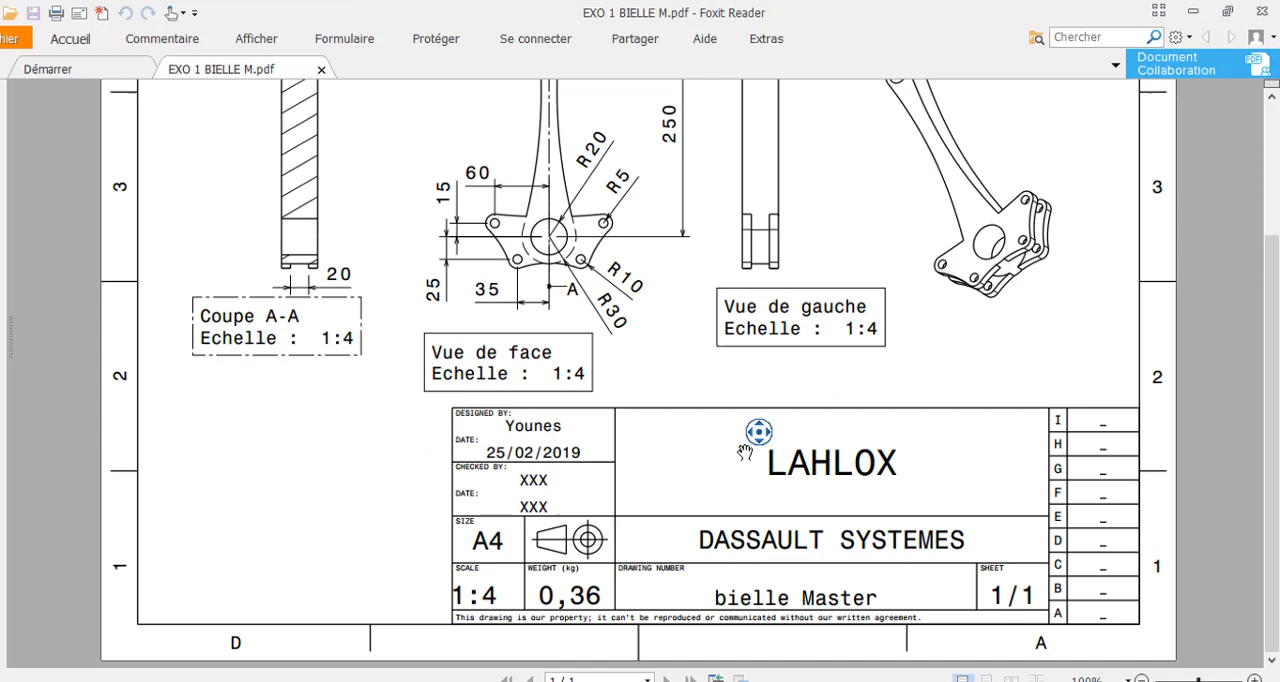 EXO 1 BIELLE M.pdf - Foxit Reader
hier
Accueil
Commentaire
Afficher
Formulaire
Protéger
Se connecter
Partager
Aide
Extras
Chercher
Démarrer
EXO 1 BIELLE M.pdf
Document
Collaboration
PDF
3
2
1
3
2
1
20
Coupe A-A
Echelle : 1:4
60
15
25
35
R20
R5
R10
R30
A
250
Vue de face
Echelle : 1:4
Vue de gauche
Echelle : 1:4
DESIGNED BY:
Younes
DATE:
25/02/2019
CHECKED BY:
XXX
DATE:
XXX
LAHLOX
SIZE
A4
DASSAULT SYSTEMES
SCALE
1:4
WEIGHT (kg)
0,36
DRAWING NUMBER
bielle Master
SHEET
1/1
This drawing is our property; it can't be reproduced or communicated without our written agreement.
I _
H _
G _
F _
E _
D _
C _
B _
A _
D
A
1 / 1
100%